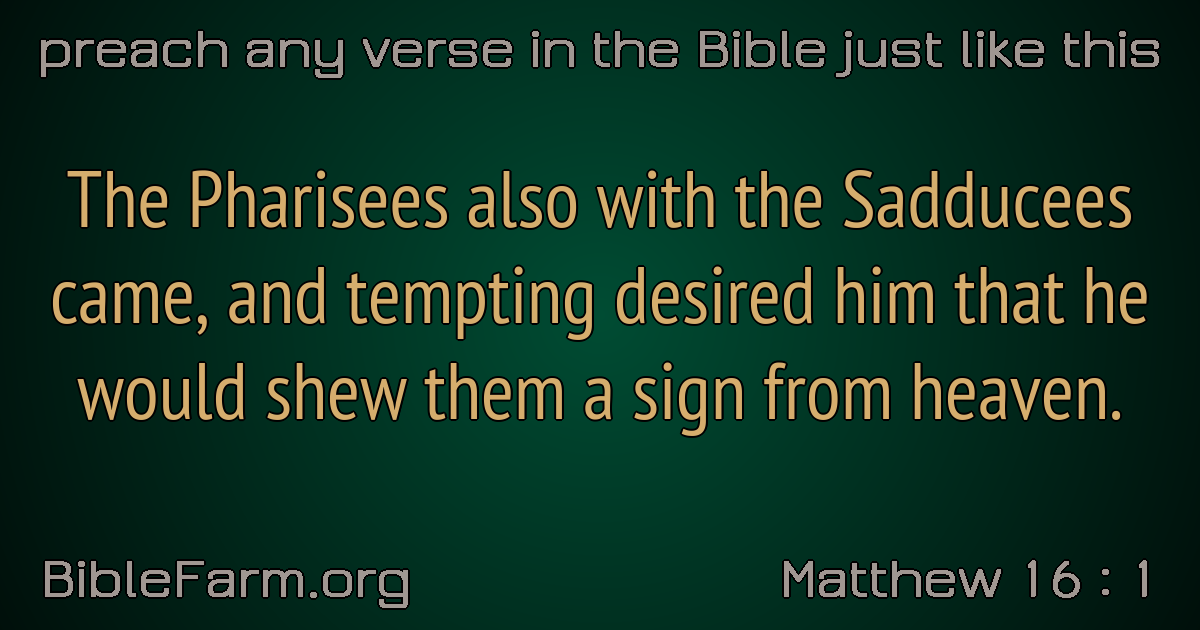 preach any verse in the Bible just like this
The Pharisees also with the Sadducees
came, and tempting desired him that he
would shew them a sign from heaven.
BibleFarm.org
Matthew 16 : 1